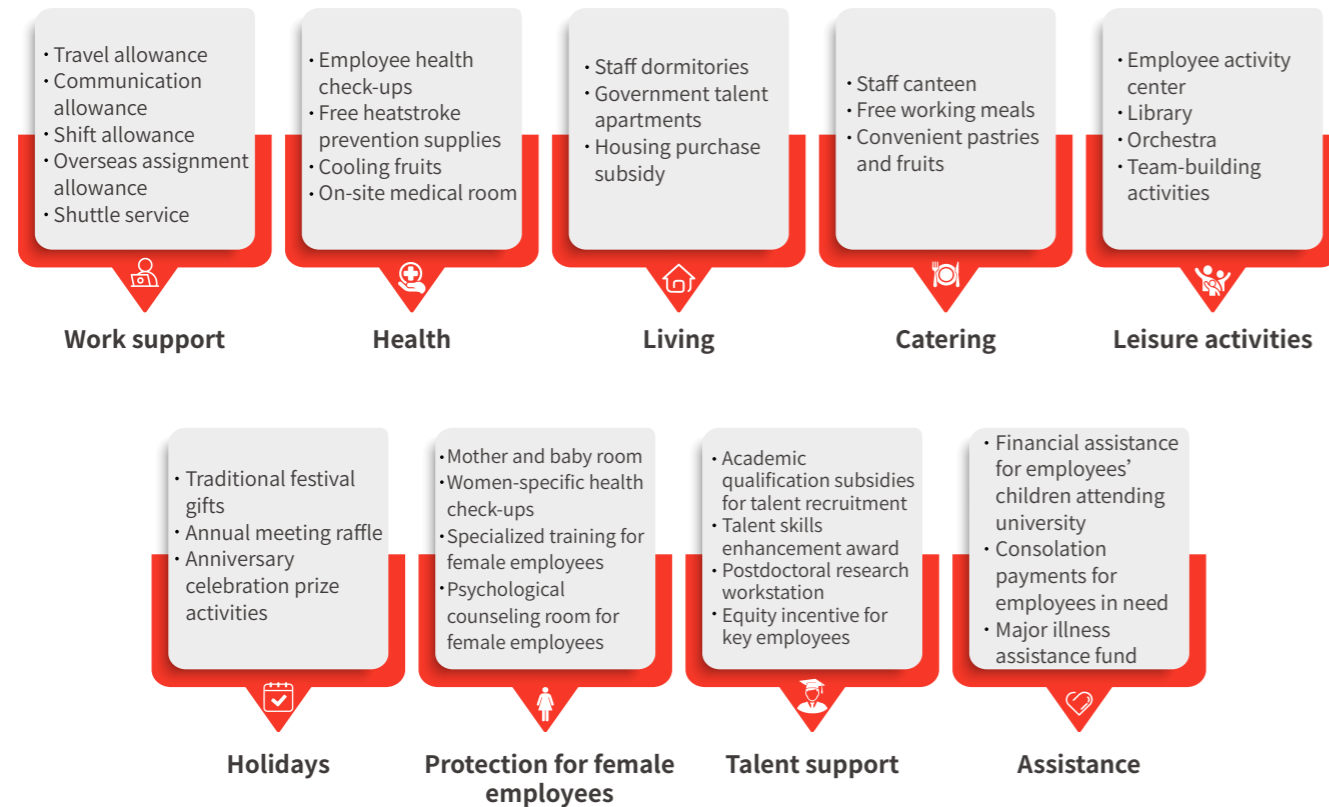 · Travel allowance
· Communication
allowance
· Shift allowance
· Overseas assignment
allowance
· Shuttle service
Work support
· Employee health
check-ups
· Free heatstroke
prevention supplies
· Cooling fruits
· On-site medical room
Health
· Staff dormitories
· Government talent
apartments
· Housing purchase
subsidy
Living
· Staff canteen
· Free working meals
· Convenient pastries
and fruits
Catering
· Employee activity
center
· Library
· Orchestra
· Team-building
activities
Leisure activities
· Traditional festival
gifts
· Annual meeting raffle
· Anniversary
celebration prize
activities
Holidays
· Mother and baby room
· Women-specific health
check-ups
· Specialized training for
female employees
· Psychological
counseling room for
female employees
Protection for female
employees
· Academic
qualification subsidies
for talent recruitment
· Talent skills
enhancement award
· Postdoctoral research
workstation
· Equity incentive for
key employees
Talent support
· Financial assistance
for employees’
children attending
university
· Consolation
payments for
employees in need
· Major illness
assistance fund
Assistance